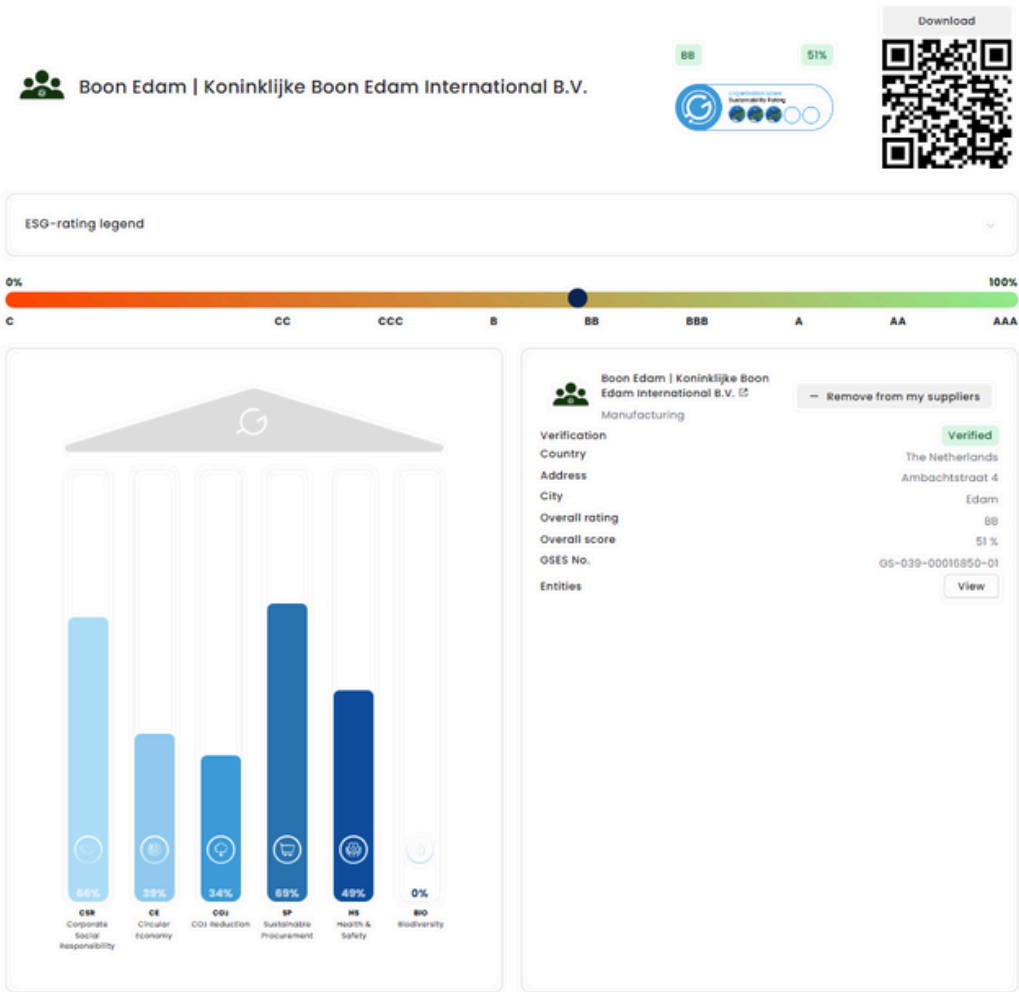 Download
BB
51%
Boon Edam | Koninklijke Boon Edam International B.V.
Sustainability Rating
ESG-rating legend
0%
100%
C
CC
CCC
B
BB
BBB
A
AA
AAA
Boon Edam | Koninklijke Boon
Edam International B.V.
Manufacturing
− Remove from my suppliers
Verification
Verified
Country
The Netherlands
Address
Ambachtstraat 4
City
Edam
Overall rating
BB
Overall score
51 %
GSES No.
GS-039-00016850-01
Entities
View
66%
39%
34%
69%
49%
0%
CSR
Corporate
Social
Responsibility
CE
Circular
Economy
CO2
CO2 Reduction
SP
Sustainable
Procurement
HS
Health &
Safety
BIO
Biodiversity